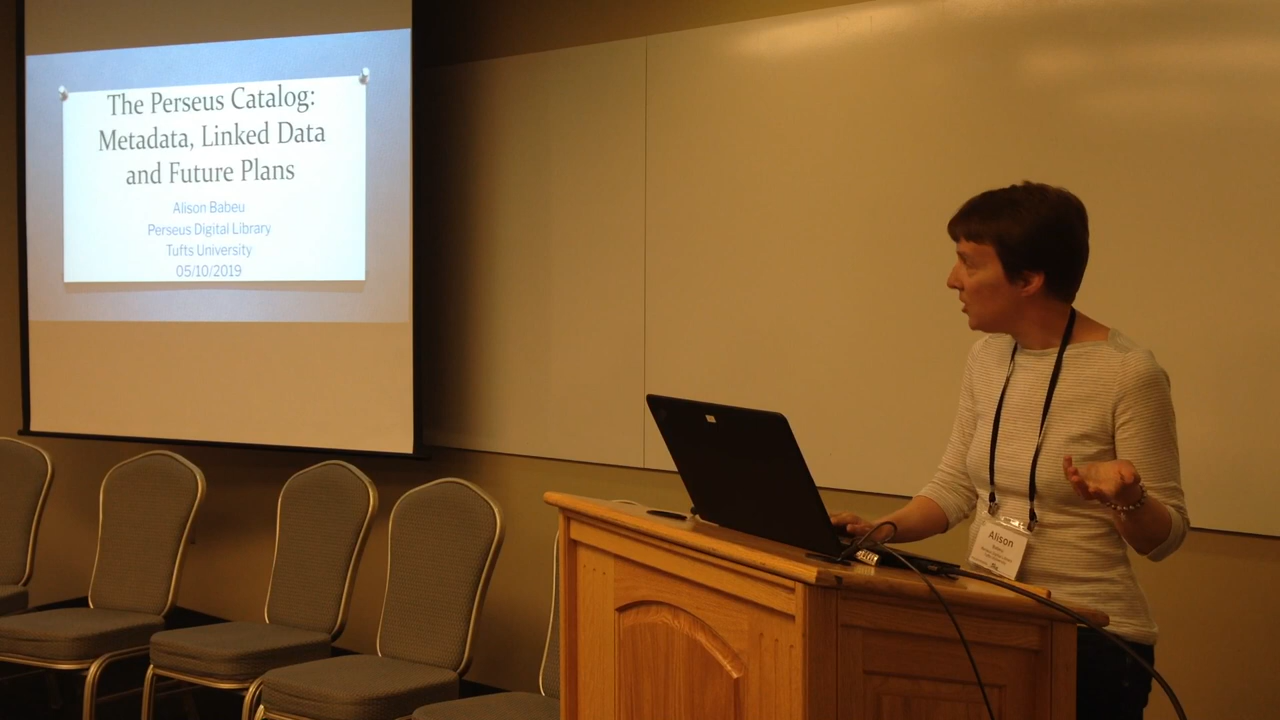 The Perseus Catalog:
Metadata, Linked Data
and Future Plans
Alison Babeu
Perseus Digital Library
Tufts University
05/10/2019
Alison
Babeu